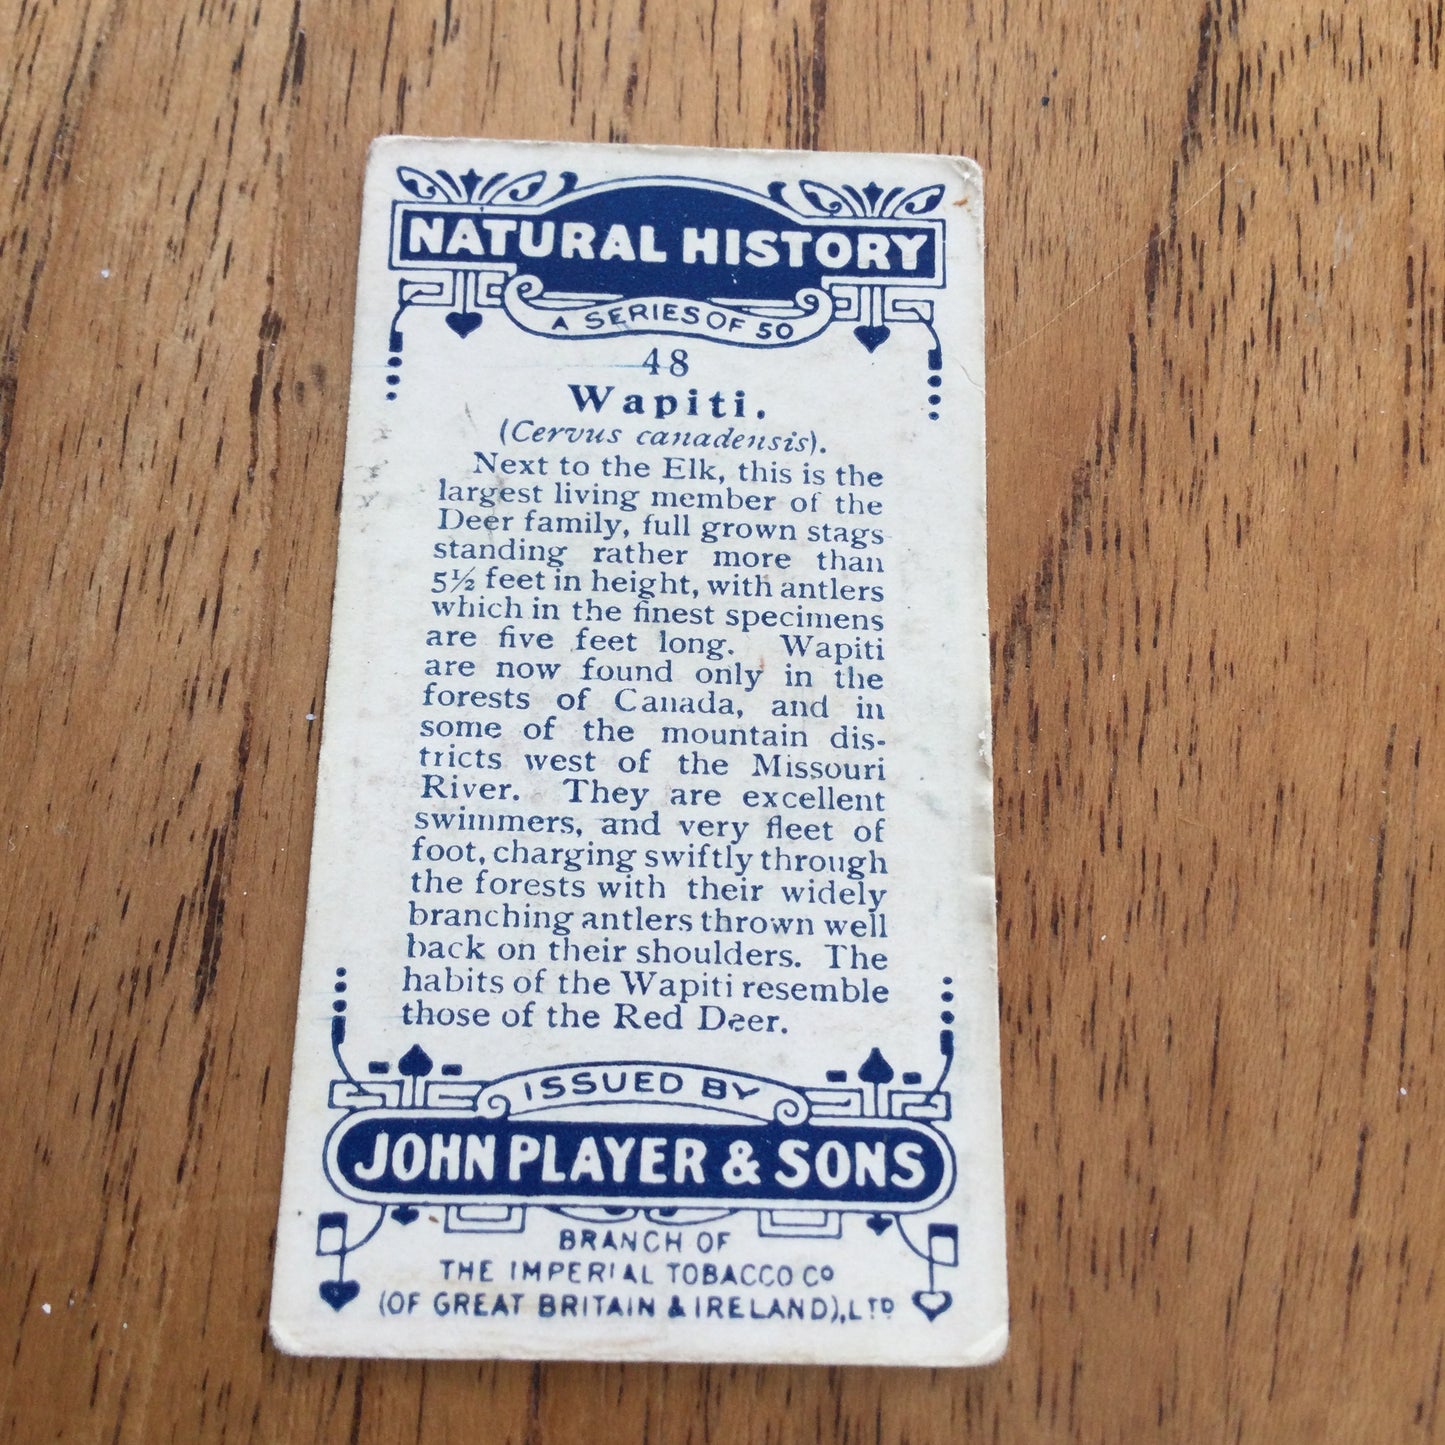 NATURAL HISTORY
A SERIES OF 50
48
Wapiti.
(Cervus canadensis).
Next to the Elk, this is the
largest living member of the
Deer family, full grown stags
standing rather more than
5½ feet in height, with antlers
which in the finest specimens
are five feet long. Wapiti
are now found only in the
forests of Canada, and in
some of the mountain dis-
tricts west of the Missouri
River. They are excellent
swimmers, and very fleet of
foot, charging swiftly through
the forests with their widely
branching antlers thrown well
back on their shoulders. The
habits of the Wapiti resemble
those of the Red Deer.
ISSUED BY
JOHN PLAYER & SONS
BRANCH OF
THE IMPERIAL TOBACCO Cº
(OF GREAT BRITAIN & IRELAND), LTD